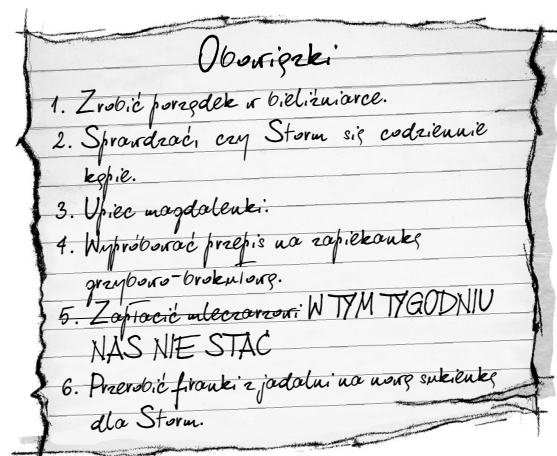 Obowiązki
1. Zrobić porządek w bieliźniarce.
2. Sprawdzać, czy Storm się codziennie
kąpie.
3. Upiec magdalenki.
4. Wypróbować przepis na zapiekankę
grzybowo-brokułową.
5. Zapłacić mleczarzowi W TYM TYGODNIU
NAS NIE STAĆ
6. Przerobić firanki z jadalni na nową sukienkę
dla Storm.